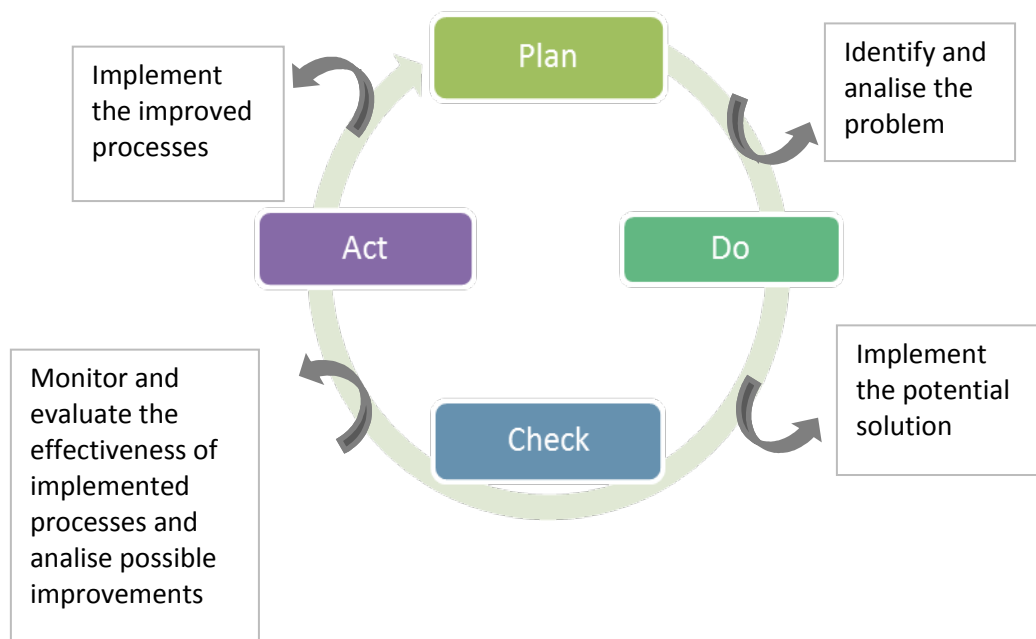 Plan
Identify and
analise the
problem
Do
Implement
the potential
solution
Check
Monitor and
evaluate the
effectiveness of
implemented
processes and
analise possible
improvements
Act
Implement
the improved
processes